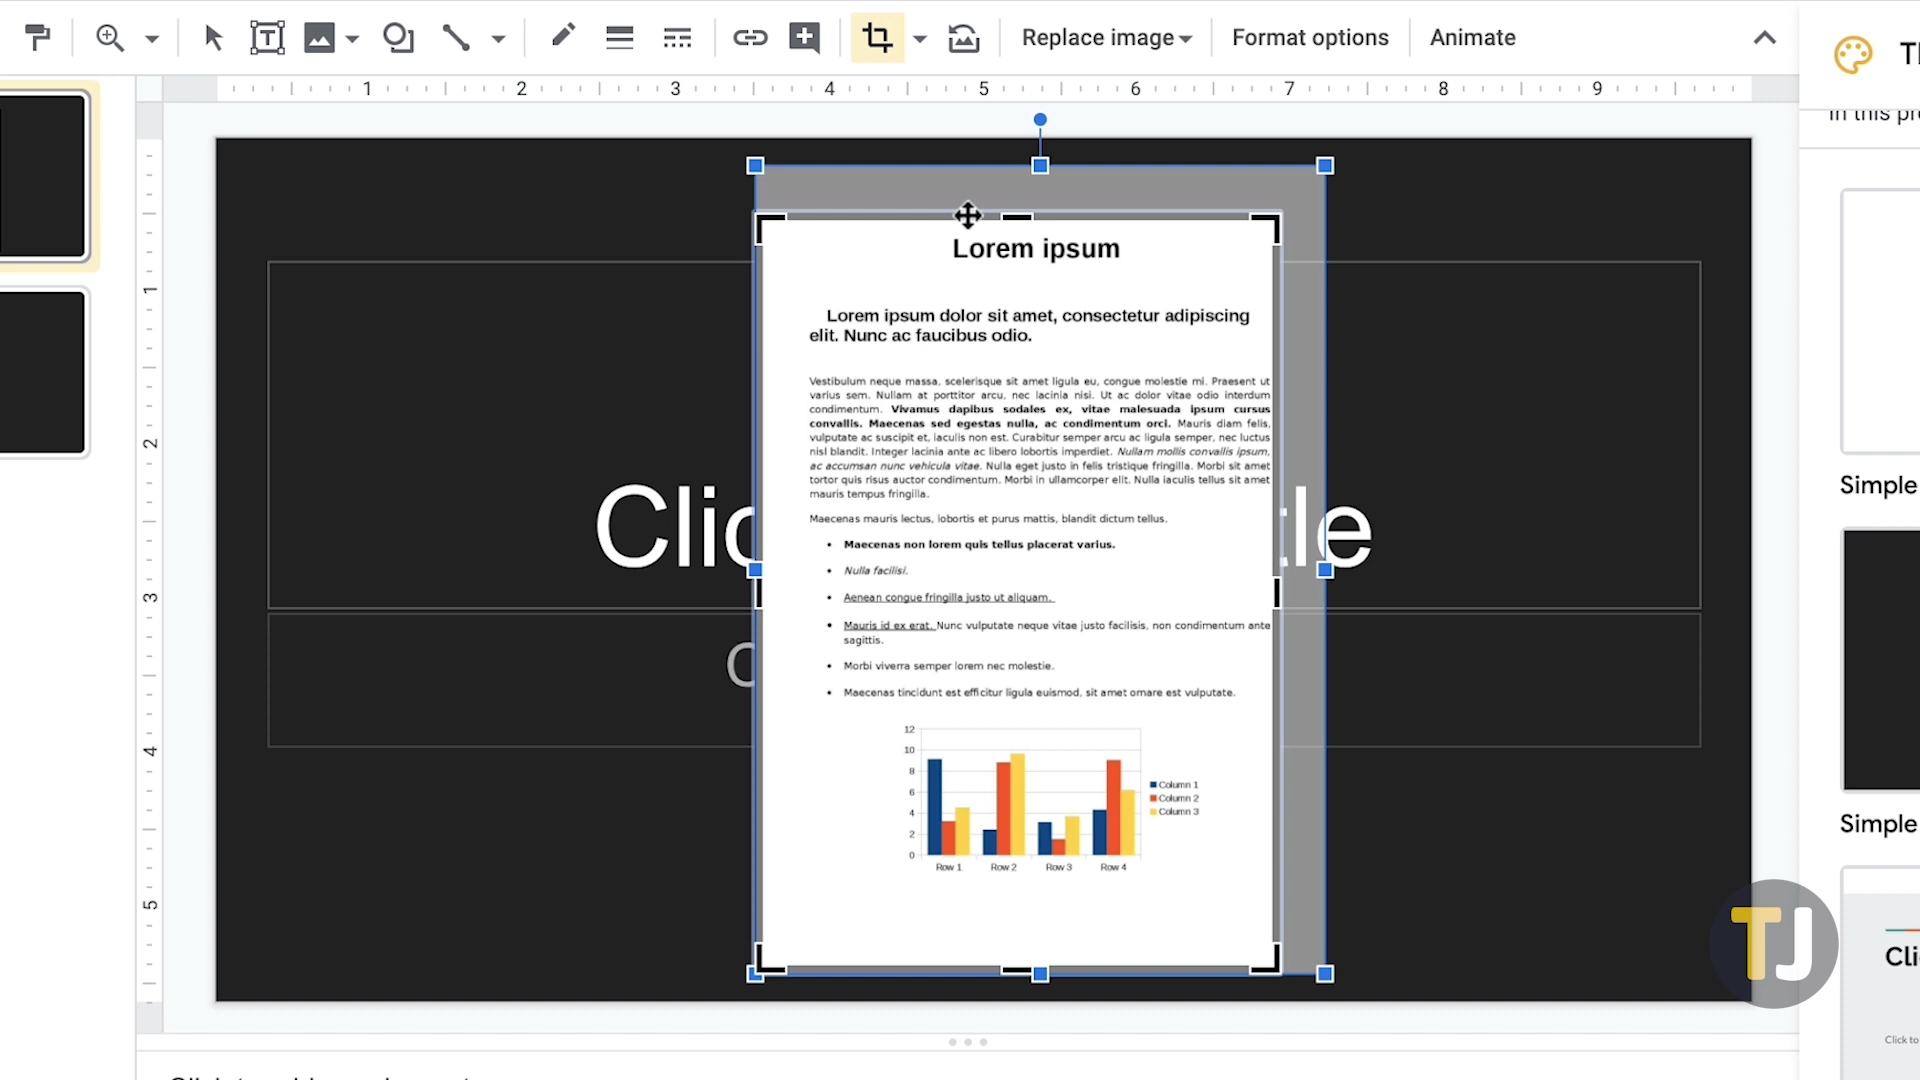 Replace image
Format options
Animate
1 2 3 4 5 6 7 8 9
In this
1
2
3
4
5
Lorem ipsum
Lorem ipsum dolor sit amet, consectetur adipiscing
elit. Nunc ac faucibus odio.
Vestibulum neque massa, scelerisque sit amet ligula eu, congue molestie mi. Praesent ut
varius sem. Nullam at porttitor arcu, nec lacinia nisi. Ut ac dolor vitae odio interdum
condimentum. Vivamus dapibus sodales ex, vitae malesuada ipsum cursus
convallis. Maecenas sed egestas nulla, ac condimentum orci. Mauris diam felis,
vulputate ac suscipit et, iaculis non est. Curabitur semper arcu ac ligula semper, nec luctus
nisl blandit. Integer lacinia ante ac libero lobortis imperdiet. Nullam mollis convallis ipsum,
ac accumsan nunc vehicula vitae. Nulla eget justo in felis tristique fringilla. Morbi sit amet
tortor quis risus auctor condimentum. Morbi in ullamcorper elit. Nulla iaculis tellus sit amet
mauris tempus fringilla.
Maecenas mauris lectus, lobortis et purus mattis, blandit dictum tellus.
• Maecenas non lorem quis tellus placerat varius.
• Nulla facilisi.
• Aenean congue fringilla justo ut aliquam.
• Mauris id ex erat. Nunc vulputate neque vitae justo facilisis, non condimentum ante
sagittis.
• Morbi viverra semper lorem nec molestie.
• Maecenas tincidunt est efficitur ligula euismod, sit amet ornare est vulputate.
12
10
8
6
4
2
0
Row 1 Row 2 Row 3 Row 4
Column 1
Column 2
Column 3
Simple
Simple
Cli
Click to
TJ